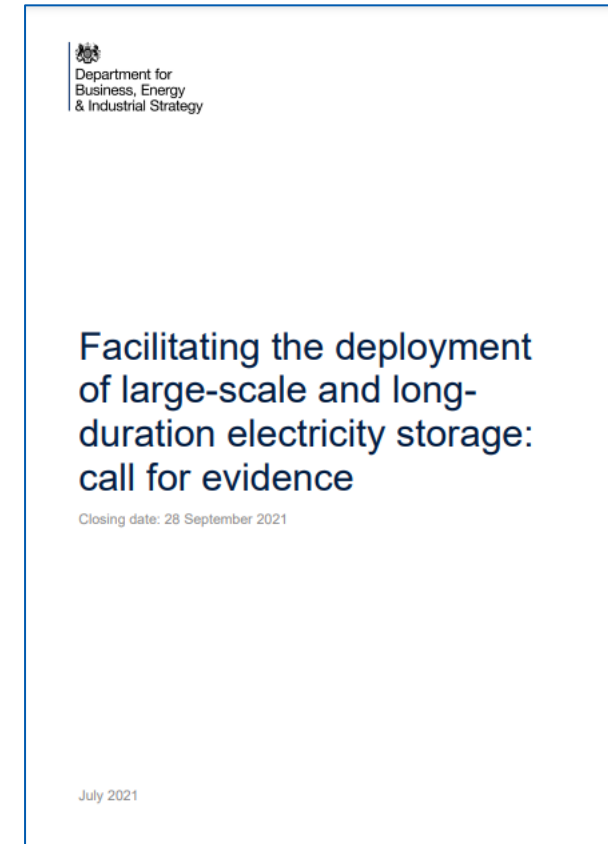 Department for
Business, Energy
& Industrial Strategy
Facilitating the deployment
of large-scale and long-
duration electricity storage:
call for evidence
Closing date: 28 September 2021
July 2021